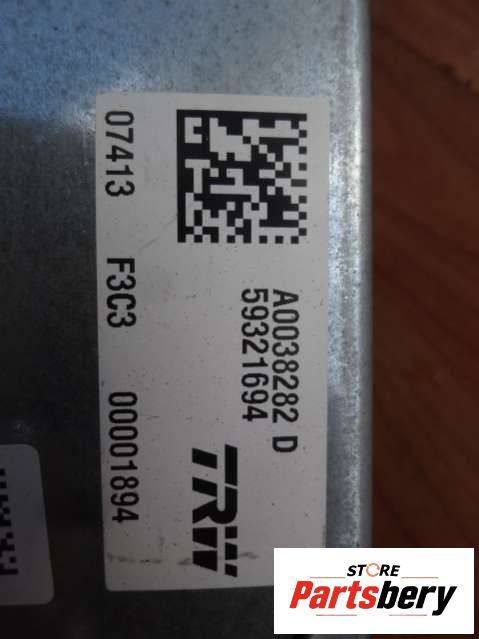 A0038282 D
59321694
TRW
07413 F3C3 00001894
STORE
Partsbery